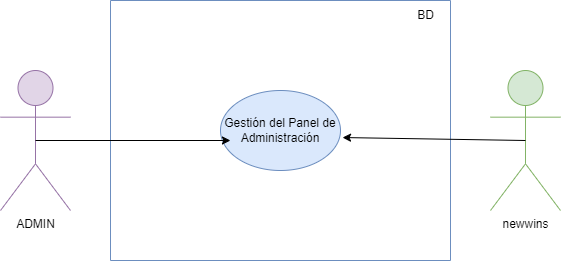 BD
Gestión del Panel de
Administración
ADMIN
newwins